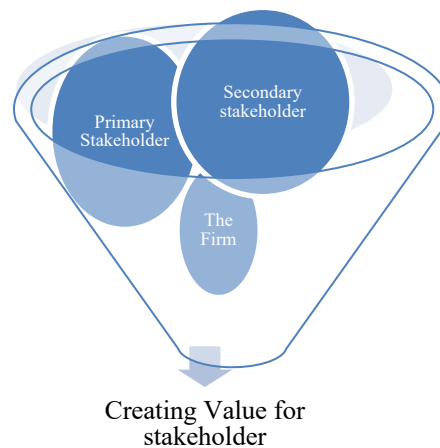 Primary
Stakeholder
Secondary
stakeholder
The
Firm
Creating Value for
stakeholder